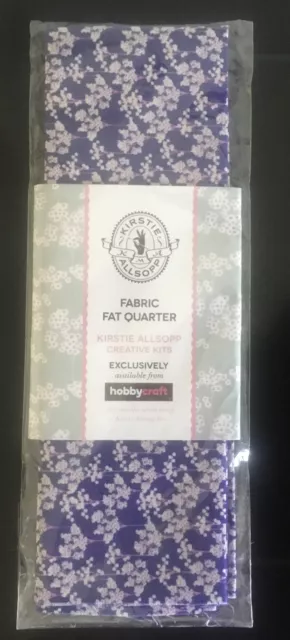 KIRSTIE
ALLSOPP
FABRIC
FAT QUARTER
KIRSTIE ALLSOPP
CREATIVE KITS
EXCLUSIVELY
available from
hobbycraft